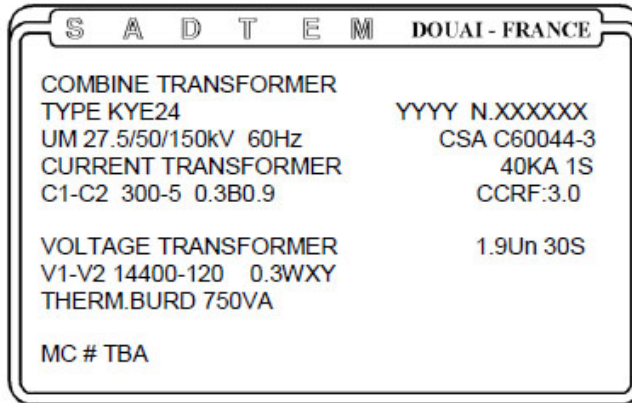 SADTEM DOUAI - FRANCE
COMBINE TRANSFORMER
TYPE KYE24 YYYY N.XXXXXX
UM 27.5/50/150kV 60Hz CSA C60044-3
CURRENT TRANSFORMER 40KA 1S
C1-C2 300-5 0.3B0.9 CCRF:3.0
VOLTAGE TRANSFORMER 1.9Un 30S
V1-V2 14400-120 0.3WXY
THERM.BURD 750VA
MC # TBA